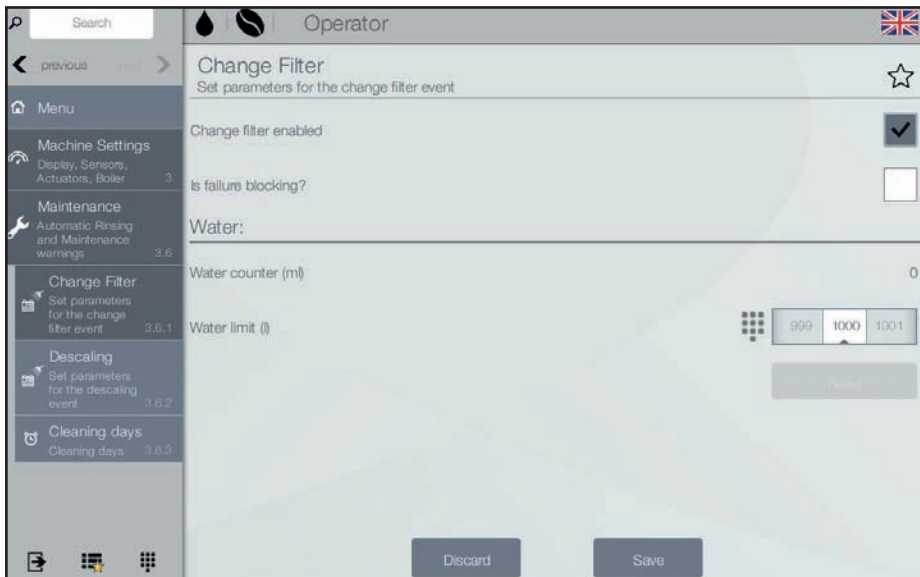 Search
Operator
previous next
Menu
Machine Settings
Display, Sensors,
Actuators, Boiler 3
Maintenance
Automatic Rinsing
and Maintenance
warnings 3.6
Change Filter
Set parameters
for the change
filter event 3.6.1
Descaling
Set parameters
for the descaling
event 3.6.2
Cleaning days
Cleaning days 3.6.3
Change Filter
Set parameters for the change filter event
Change filter enabled
Is failure blocking?
Water:
Water counter (ml) 0
Water limit (l) 999 1000 1001
Reset
Discard Save